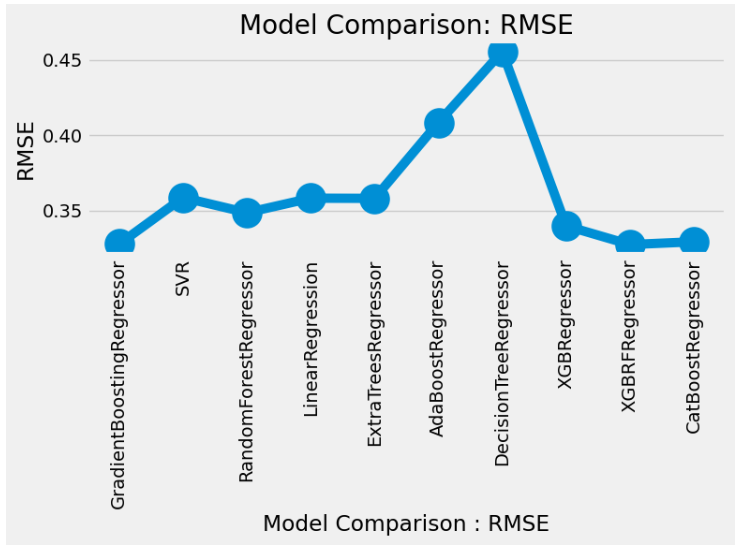 Model Comparison: RMSE
RMSE
0.45
0.40
0.35
GradientBoostingRegressor
SVR
RandomForestRegressor
LinearRegression
ExtraTreesRegressor
AdaBoostRegressor
DecisionTreeRegressor
XGBRegressor
XGBRFRegressor
CatBoostRegressor
Model Comparison : RMSE